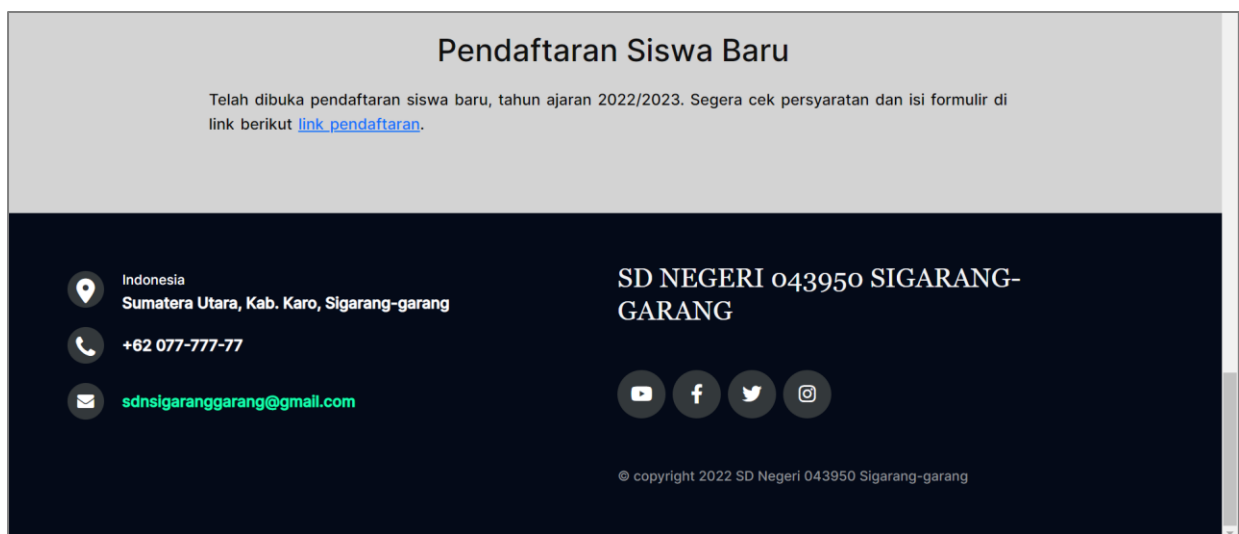 Pendaftaran Siswa Baru
Telah dibuka pendaftaran siswa baru, tahun ajaran 2022/2023. Segera cek persyaratan dan isi formulir di
link berikut link pendaftaran.
Indonesia
Sumatera Utara, Kab. Karo, Sigarang-garang
+62 077-777-77
sdnsigaranggarang@gmail.com
SD NEGERI 043950 SIGARANG-
GARANG
© copyright 2022 SD Negeri 043950 Sigarang-garang